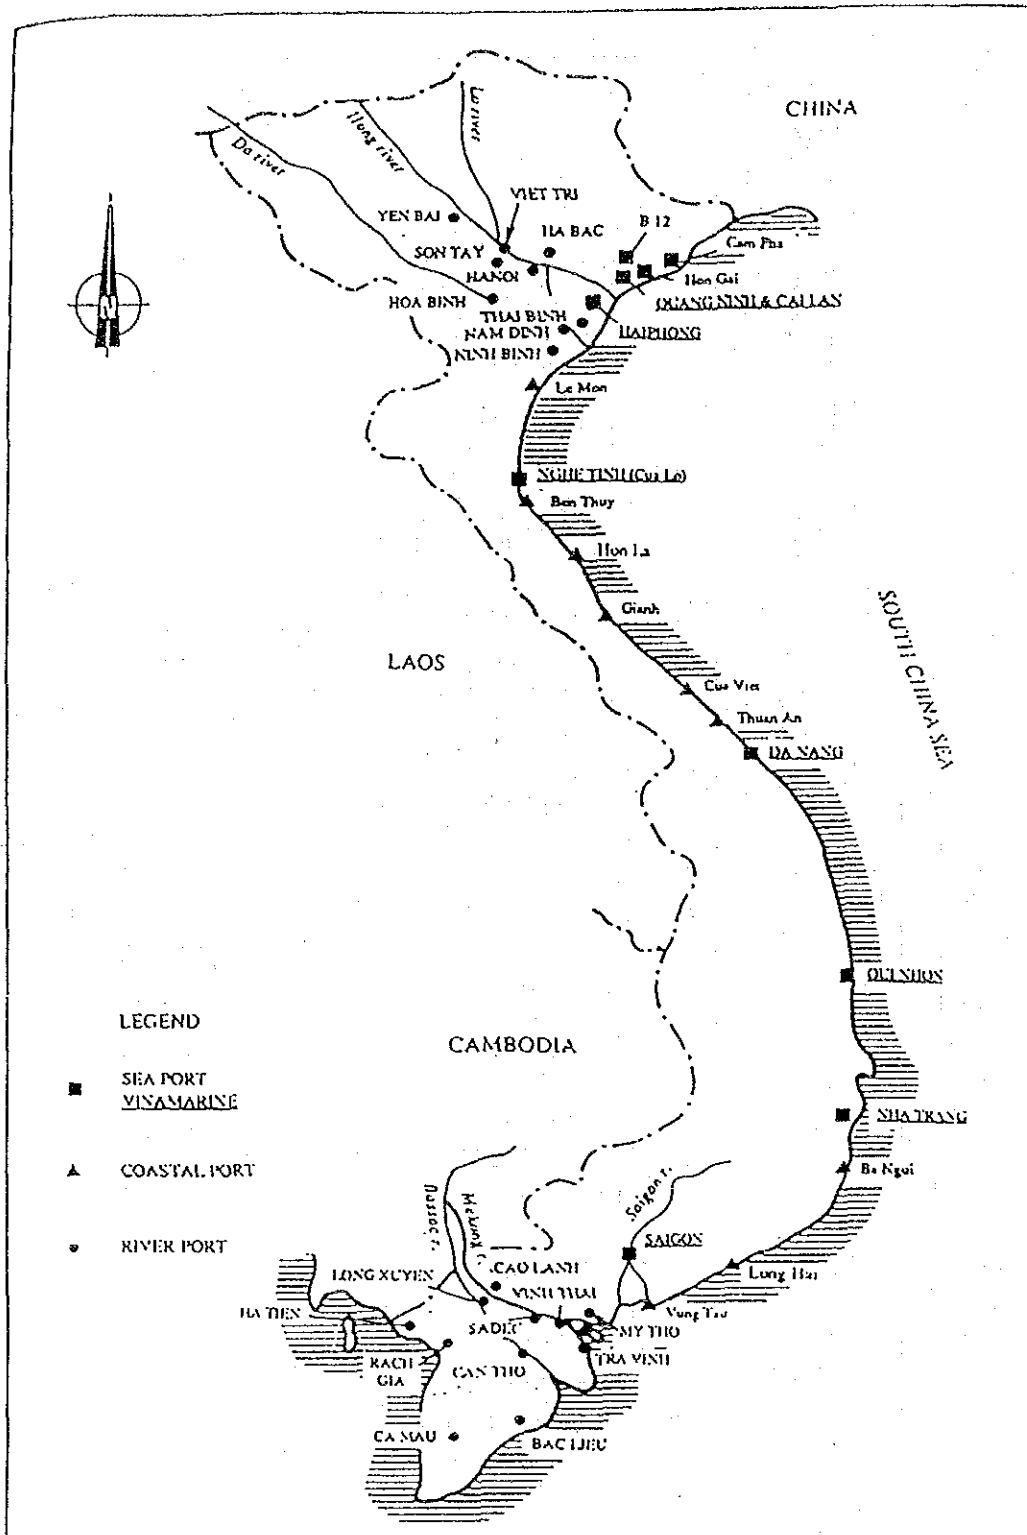 CHINA
Da river
Hong river
Lo river
VIET TRI
YEN BAI
B 12
HA BAC
Cam Pha
SON TAY
HANOI
Hon Gai
HOA BINH
QUANG NINH & CAI LAN
THAI BINH
NAM DINH
HAIPHONG
NINH BINH
Le Mon
NGHE TINH (Cua Lo)
Ben Thuy
Hon La
Gianh
SOUTH CHINA SEA
LAOS
Cua Viet
Thuan An
DA NANG
QUI NHON
LEGEND
CAMBODIA
SEA PORT
VINAMARINE
NHA TRANG
COASTAL PORT
Ba Ngoi
RIVER PORT
Bassac r.
Mekong r.
Saigon r.
SAIGON
CAO LANH
LONG XUYEN
VINH THAI
Long Hai
HA TIEN
Vung Tau
SADEC
MY THO
RACH
GIA
CAN THO
TRA VINH
CA MAU
BAC LIEU